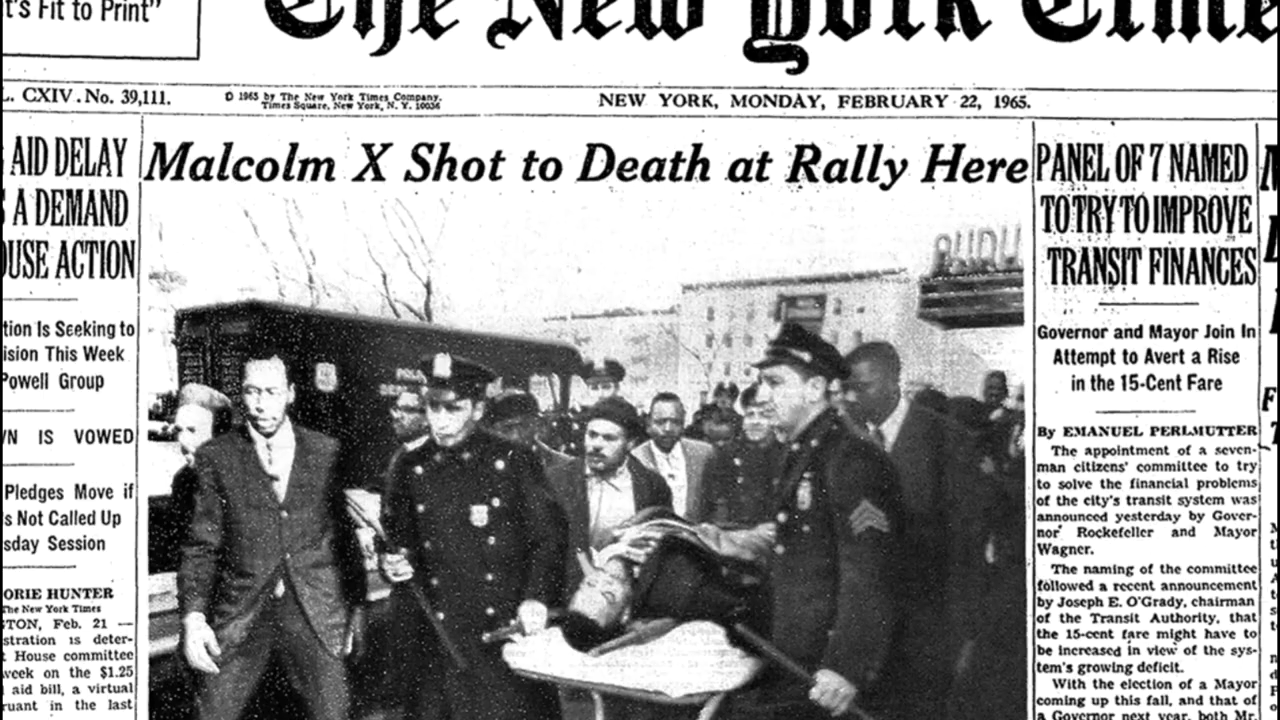 t's Fit to Print"
The New York Time
L. CXIV. No. 39,111.
© 1965 by The New York Times Company.
Times Square, New York, N. Y. 10036
NEW YORK, MONDAY, FEBRUARY 22, 1965.
AID DELAY
A DEMAND
OUSE ACTION
tion Is Seeking to
ision This Week
Powell Group
VN IS VOWED
Pledges Move if
s Not Called Up
sday Session
ORIE HUNTER
The New York Times
TON, Feb. 21 —
stration is deter-
t House committee
week on the $1.25
aid bill, a virtual
ruant in the last
Malcolm X Shot to Death at Rally Here
AUDU
PANEL OF 7 NAMED
TO TRY TO IMPROVE
TRANSIT FINANCES
Governor and Mayor Join In
Attempt to Avert a Rise
in the 15-Cent Fare
By EMANUEL PERLMUTTER
The appointment of a seven-
man citizens' committee to try
to solve the financial problems
of the city's transit system was
announced yesterday by Gover-
nor Rockefeller and Mayor
Wagner.
The naming of the committee
followed a recent announcement
by Joseph E. O'Grady, chairman
of the Transit Authority, that
the 15-cent fare might have to
be increased in view of the sys-
tem's growing deficit.
With the election of a Mayor
coming up this fall, and that of
a Governor next year, both Mr.